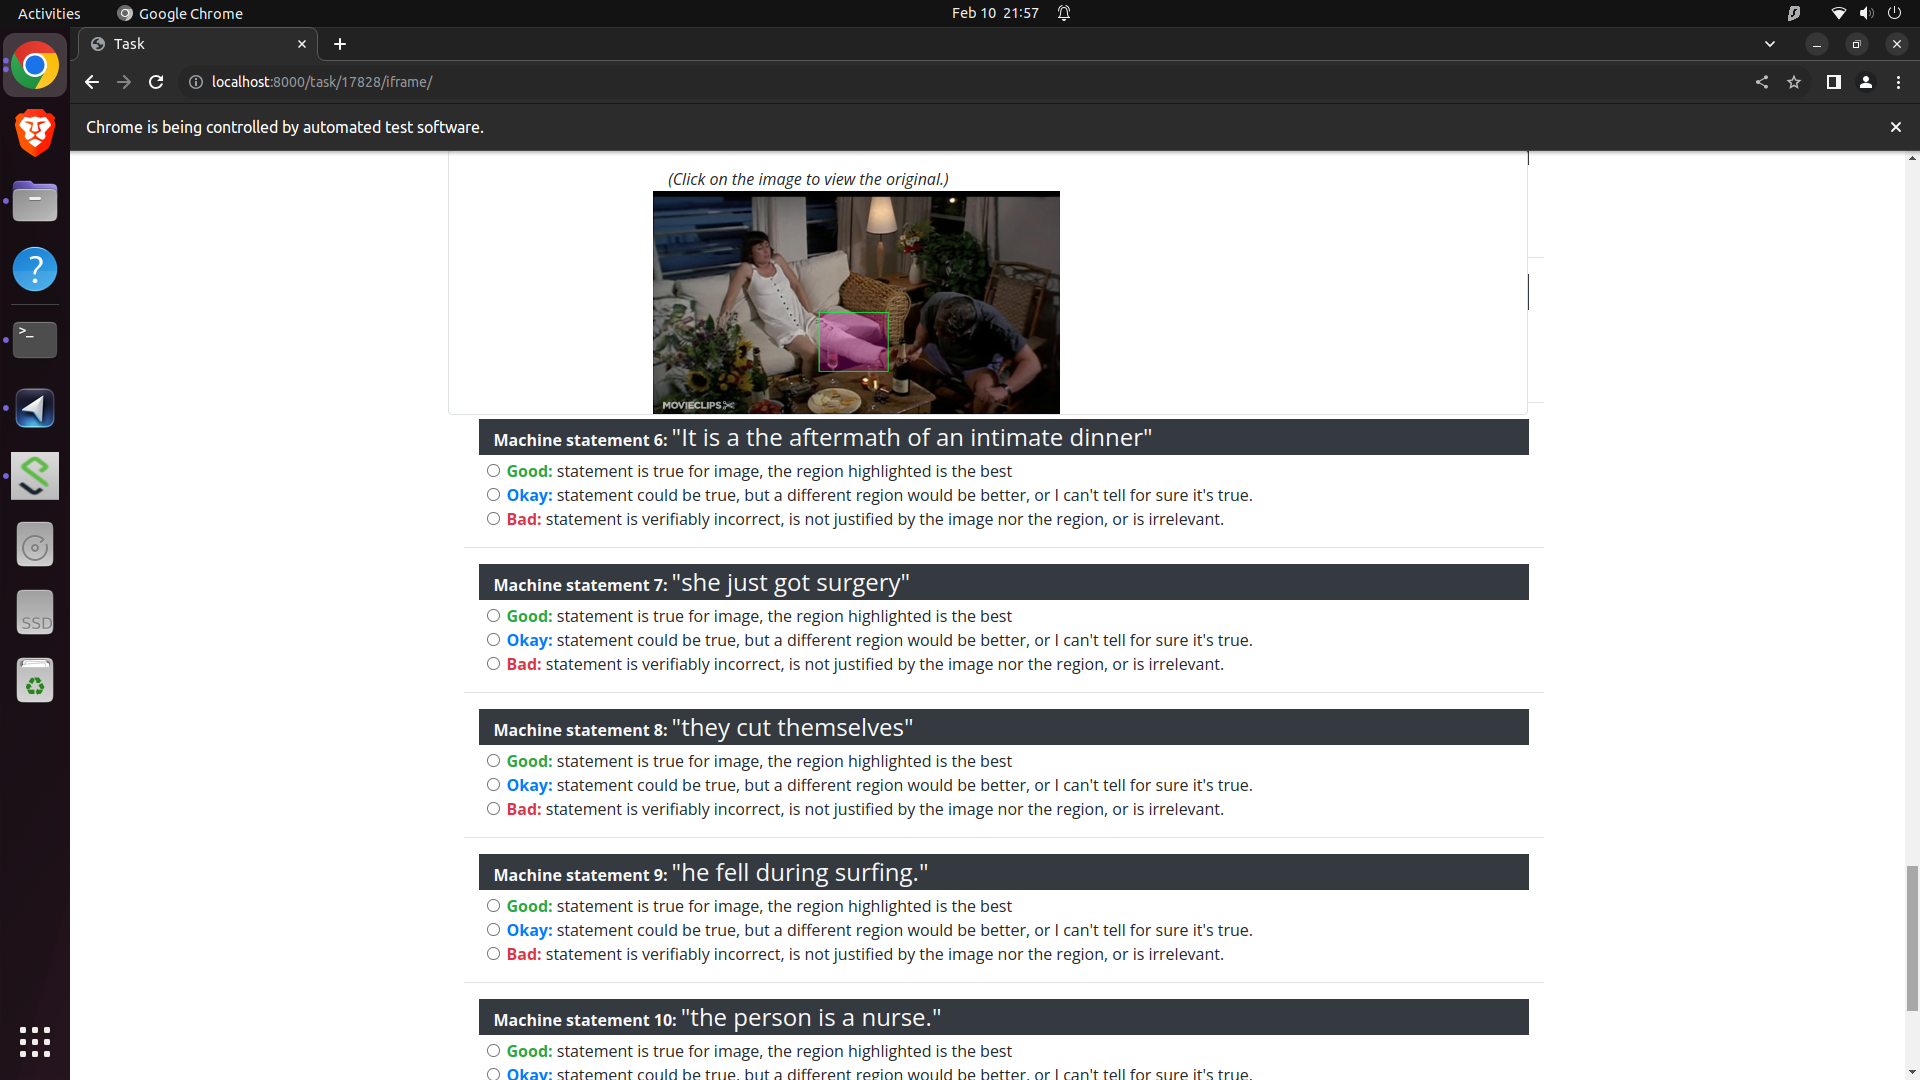 Activities
Google Chrome
Feb 10 21:57
Task
localhost:8000/task/17828/iframe/
Chrome is being controlled by automated test software.
(Click on the image to view the original.)
MOVIECLIPS
Machine statement 6: "It is a the aftermath of an intimate dinner"
Good: statement is true for image, the region highlighted is the best
Okay: statement could be true, but a different region would be better, or I can't tell for sure it's true.
Bad: statement is verifiably incorrect, is not justified by the image nor the region, or is irrelevant.
Machine statement 7: "she just got surgery"
Good: statement is true for image, the region highlighted is the best
Okay: statement could be true, but a different region would be better, or I can't tell for sure it's true.
Bad: statement is verifiably incorrect, is not justified by the image nor the region, or is irrelevant.
Machine statement 8: "they cut themselves"
Good: statement is true for image, the region highlighted is the best
Okay: statement could be true, but a different region would be better, or I can't tell for sure it's true.
Bad: statement is verifiably incorrect, is not justified by the image nor the region, or is irrelevant.
Machine statement 9: "he fell during surfing."
Good: statement is true for image, the region highlighted is the best
Okay: statement could be true, but a different region would be better, or I can't tell for sure it's true.
Bad: statement is verifiably incorrect, is not justified by the image nor the region, or is irrelevant.
Machine statement 10: "the person is a nurse."
Good: statement is true for image, the region highlighted is the best
Okay: statement could be true, but a different region would be better, or I can't tell for sure it's true.
SSD